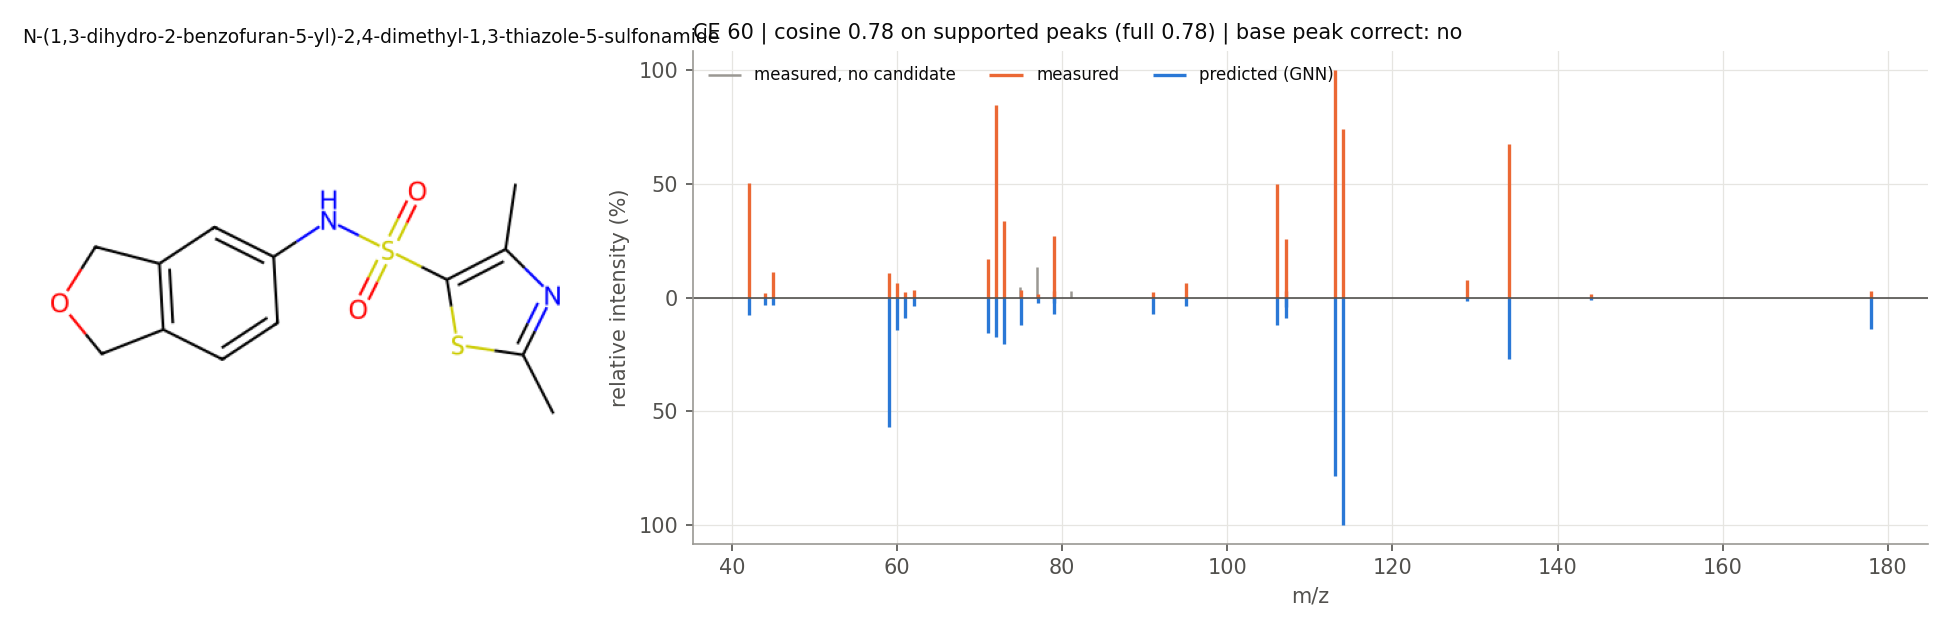 N-(1,3-dihydro-2-benzofuran-5-yl)-2,4-dimethyl-1,3-thiazole-5-sulfonamide
CE 60 | cosine 0.78 on supported peaks (full 0.78) | base peak correct: no
measured, no candidate
measured
predicted (GNN)
100
50
0
50
100
relative intensity (%)
40
60
80
100
120
140
160
180
m/z
H
N
O
S
O
O
N
S